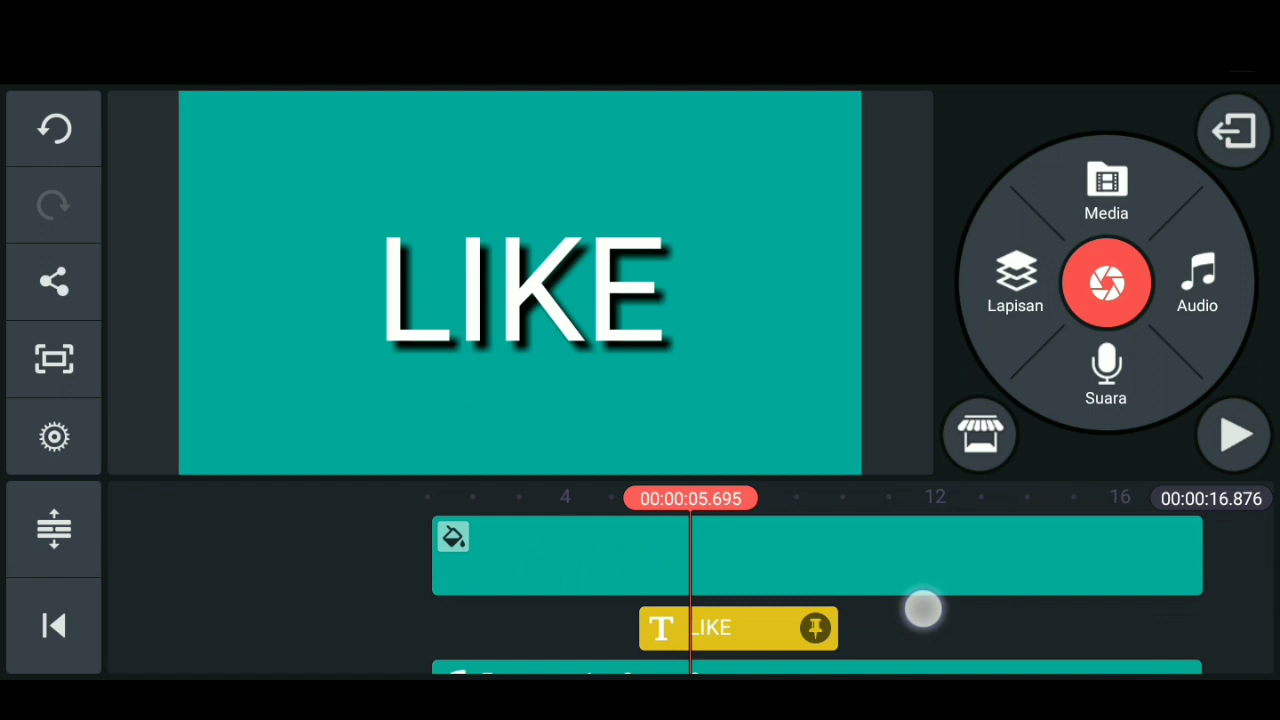 LIKE
Media
Lapisan
Audio
Suara
4
00:00:05.695
12
16
00:00:16.876
T LIKE